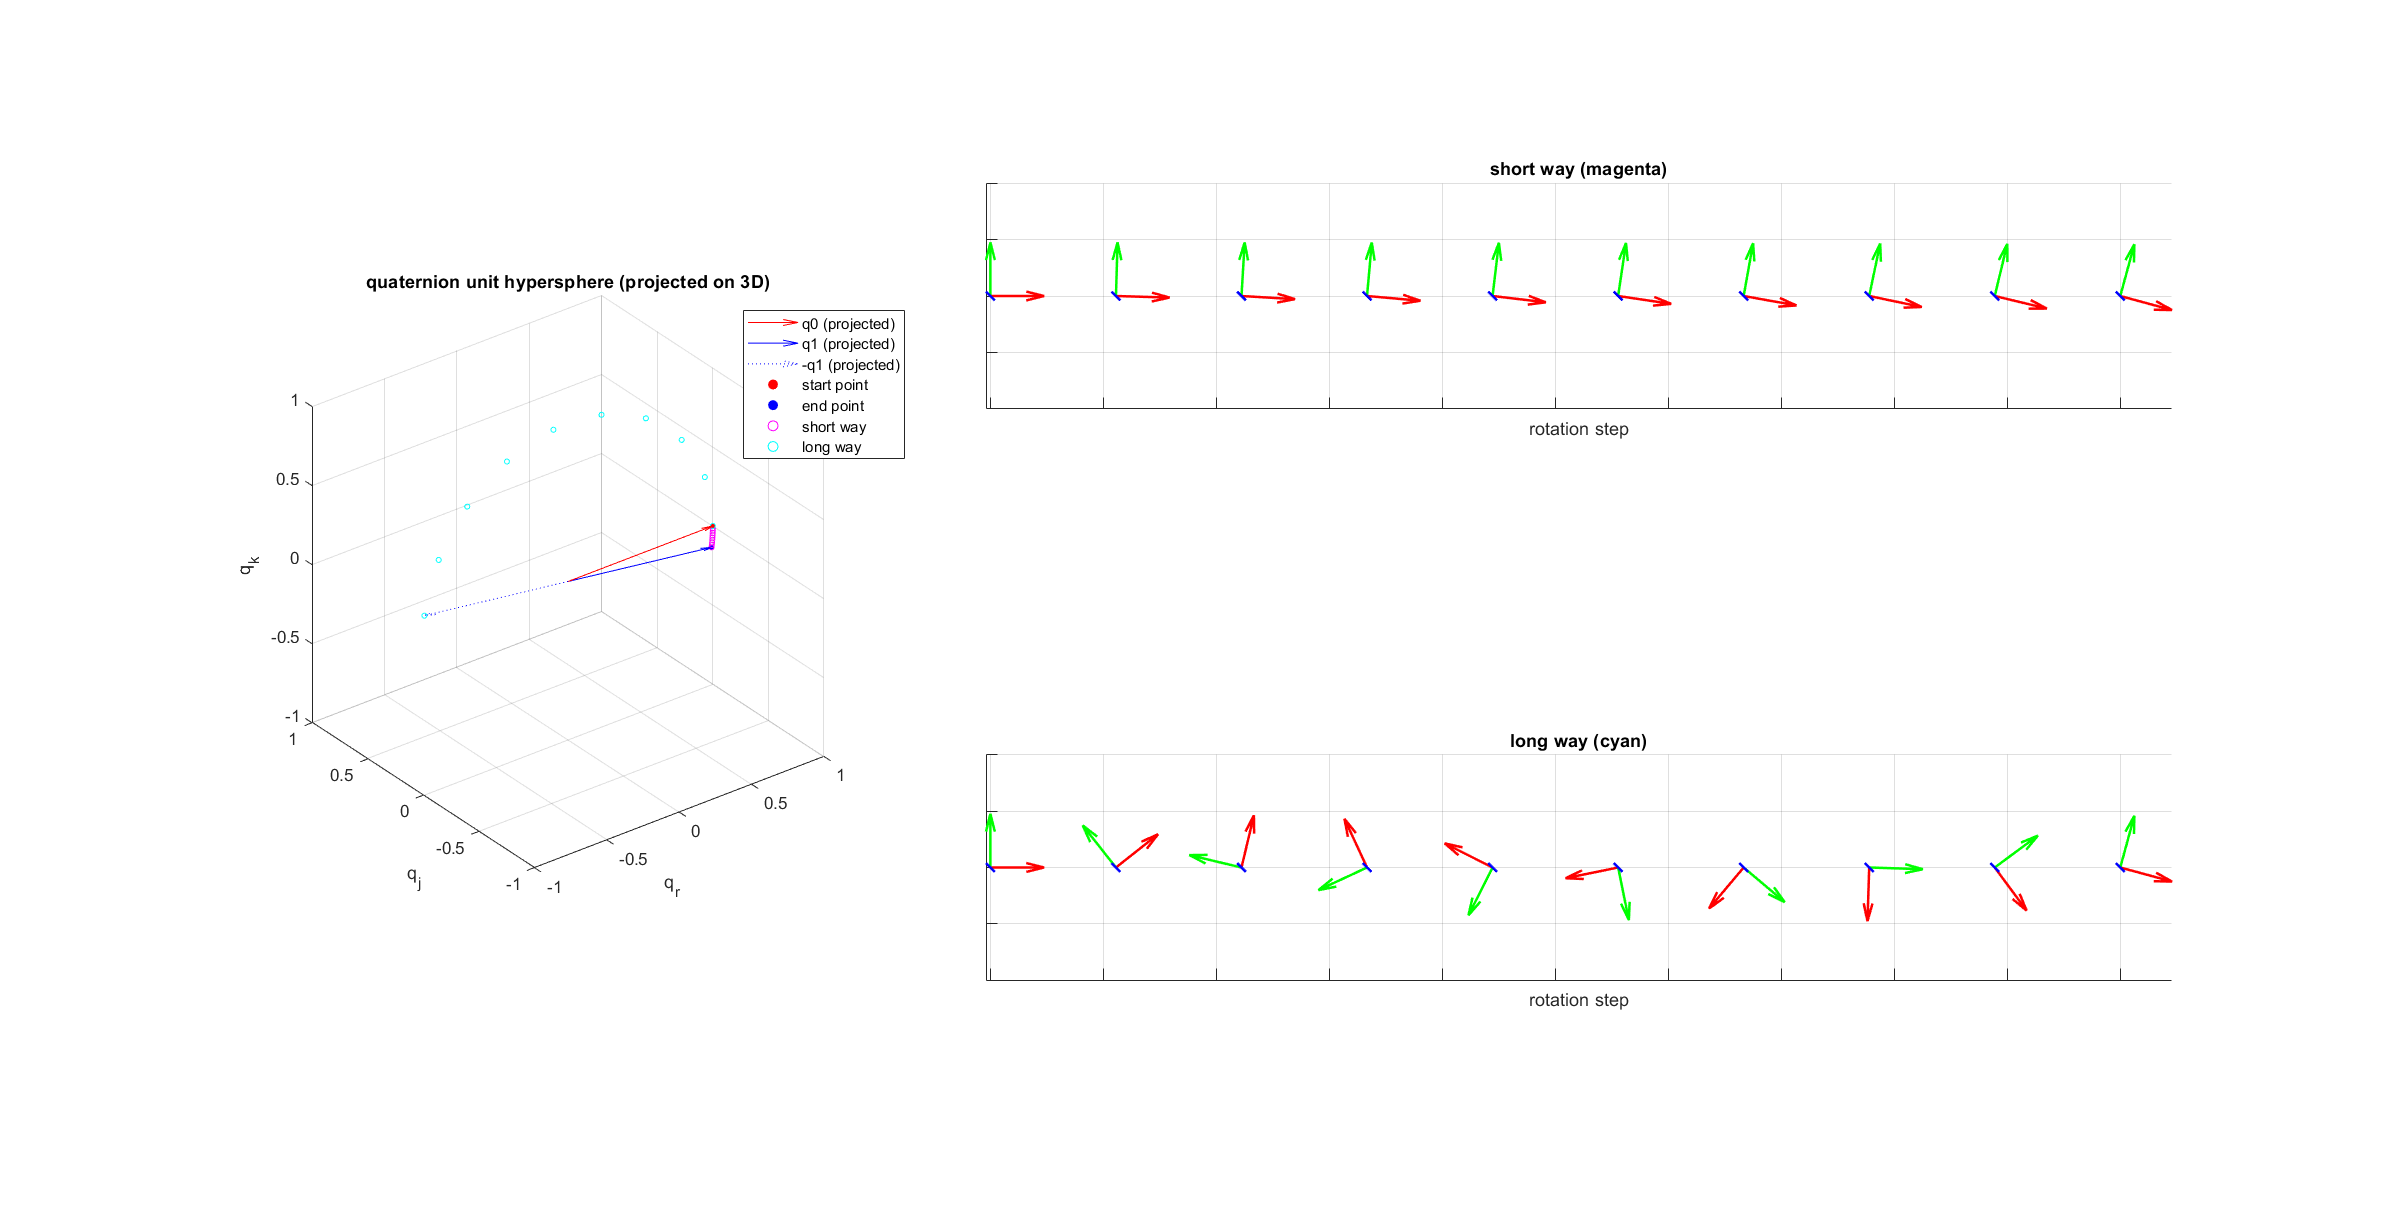 quaternion unit hypersphere (projected on 3D)
q0 (projected)
q1 (projected)
-q1 (projected)
start point
end point
short way
long way
1
0.5
0
-0.5
-1
q_k
1
0.5
0
-0.5
-1
q_j
-1
-0.5
0
0.5
1
q_r
short way (magenta)
rotation step
long way (cyan)
rotation step